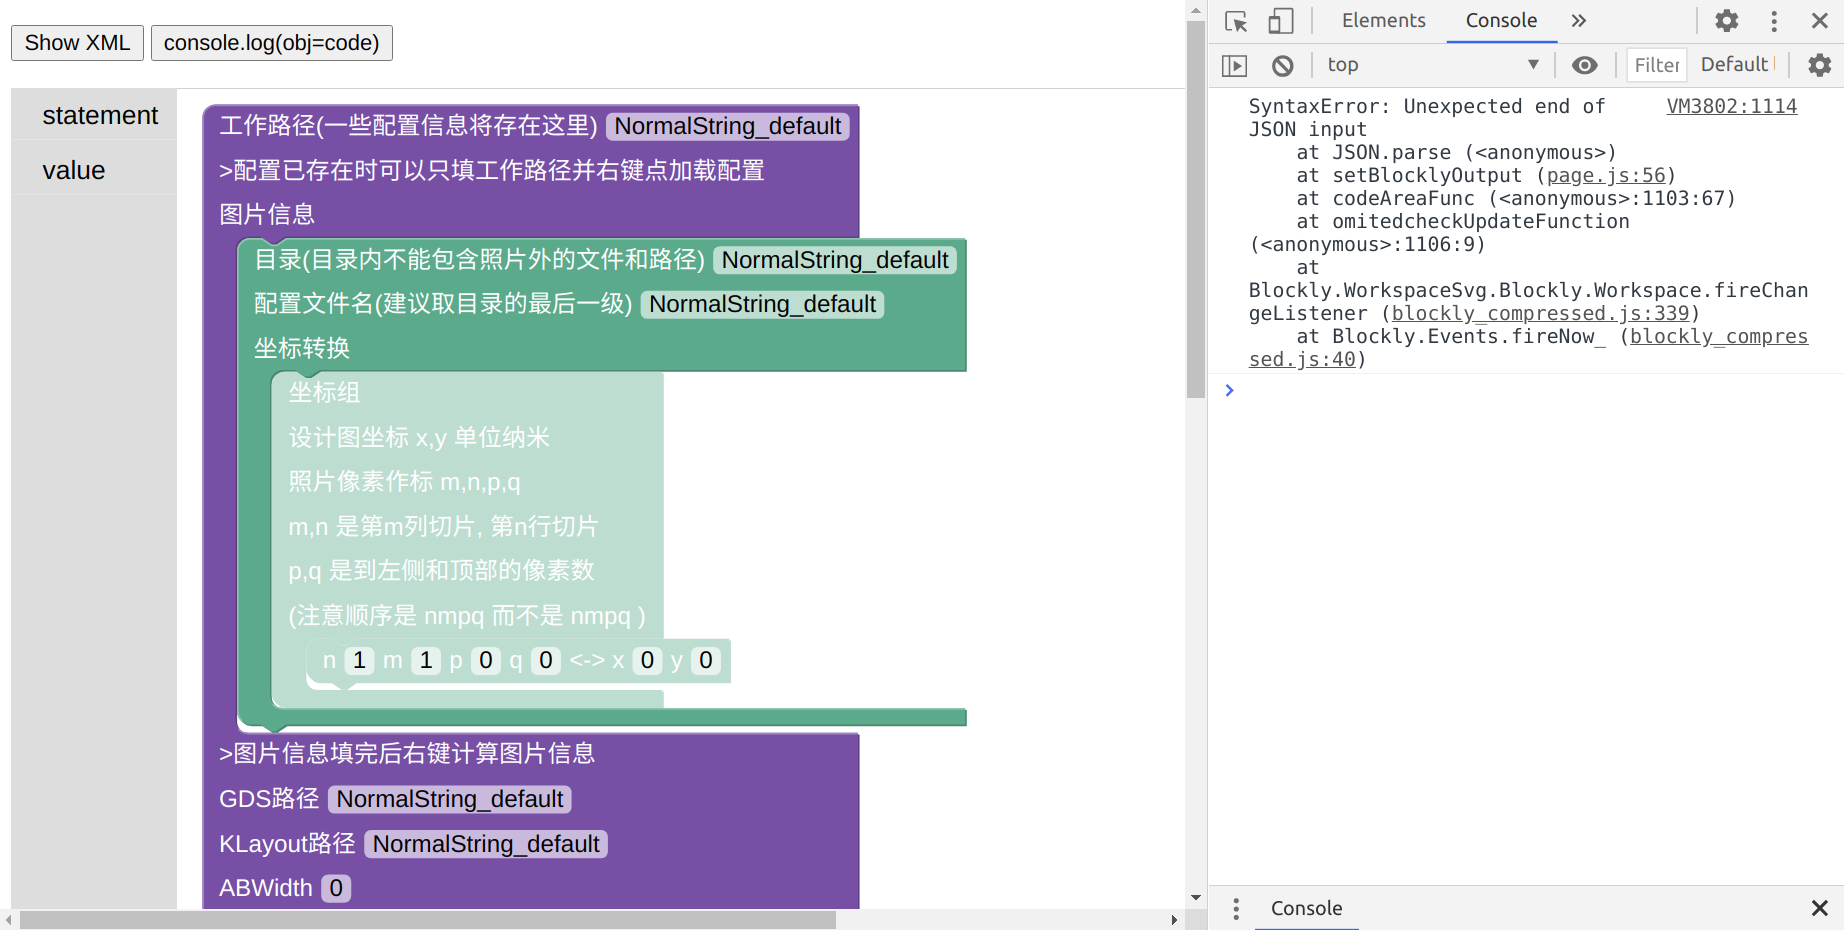 Show XML console.log(obj=code)
statement
value
工作路径(一些配置信息将存在这里) NormalString_default
>配置已存在时可以只填工作路径并右键点加载配置
图片信息
目录(目录内不能包含照片外的文件和路径) NormalString_default
配置文件名(建议取目录的最后一级) NormalString_default
坐标转换
坐标组
设计图坐标 x,y 单位纳米
照片像素作标 m,n,p,q
m,n 是第m列切片, 第n行切片
p,q 是到左侧和顶部的像素数
(注意顺序是 nmpq 而不是 nmpq )
n 1 m 1 p 0 q 0 <-> x 0 y 0
>图片信息填完后右键计算图片信息
GDS路径 NormalString_default
KLayout路径 NormalString_default
ABWidth 0
Elements Console »
top Filter Default
SyntaxError: Unexpected end of VM3802:1114
JSON input
at JSON.parse (<anonymous>)
at setBlocklyOutput (page.js:56)
at codeAreaFunc (<anonymous>:1103:67)
at omitedcheckUpdateFunction
(<anonymous>:1106:9)
at
Blockly.WorkspaceSvg.Blockly.Workspace.fireChan
geListener (blockly_compressed.js:339)
at Blockly.Events.fireNow_ (blockly_compres
sed.js:40)
Console